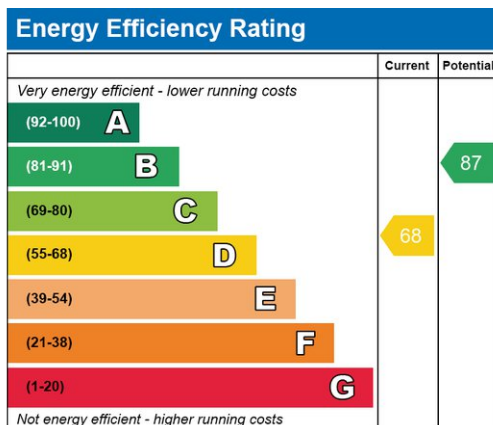 Energy Efficiency Rating
Current Potential
Very energy efficient - lower running costs
(92-100) A
(81-91) B
87
(69-80) C
68
(55-68) D
(39-54) E
(21-38) F
(1-20) G
Not energy efficient - higher running costs